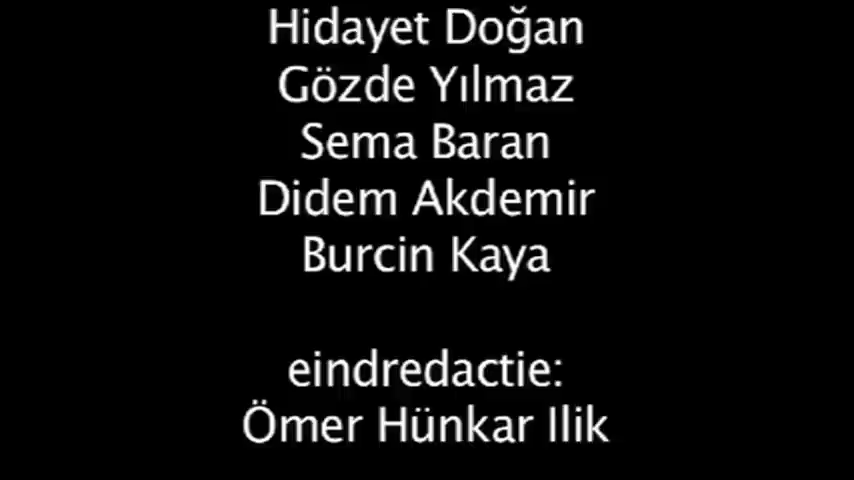 Hidayet Doğan
Gözde Yılmaz
Sema Baran
Didem Akdemir
Burcin Kaya
eindredactie:
Ömer Hünkar Ilik